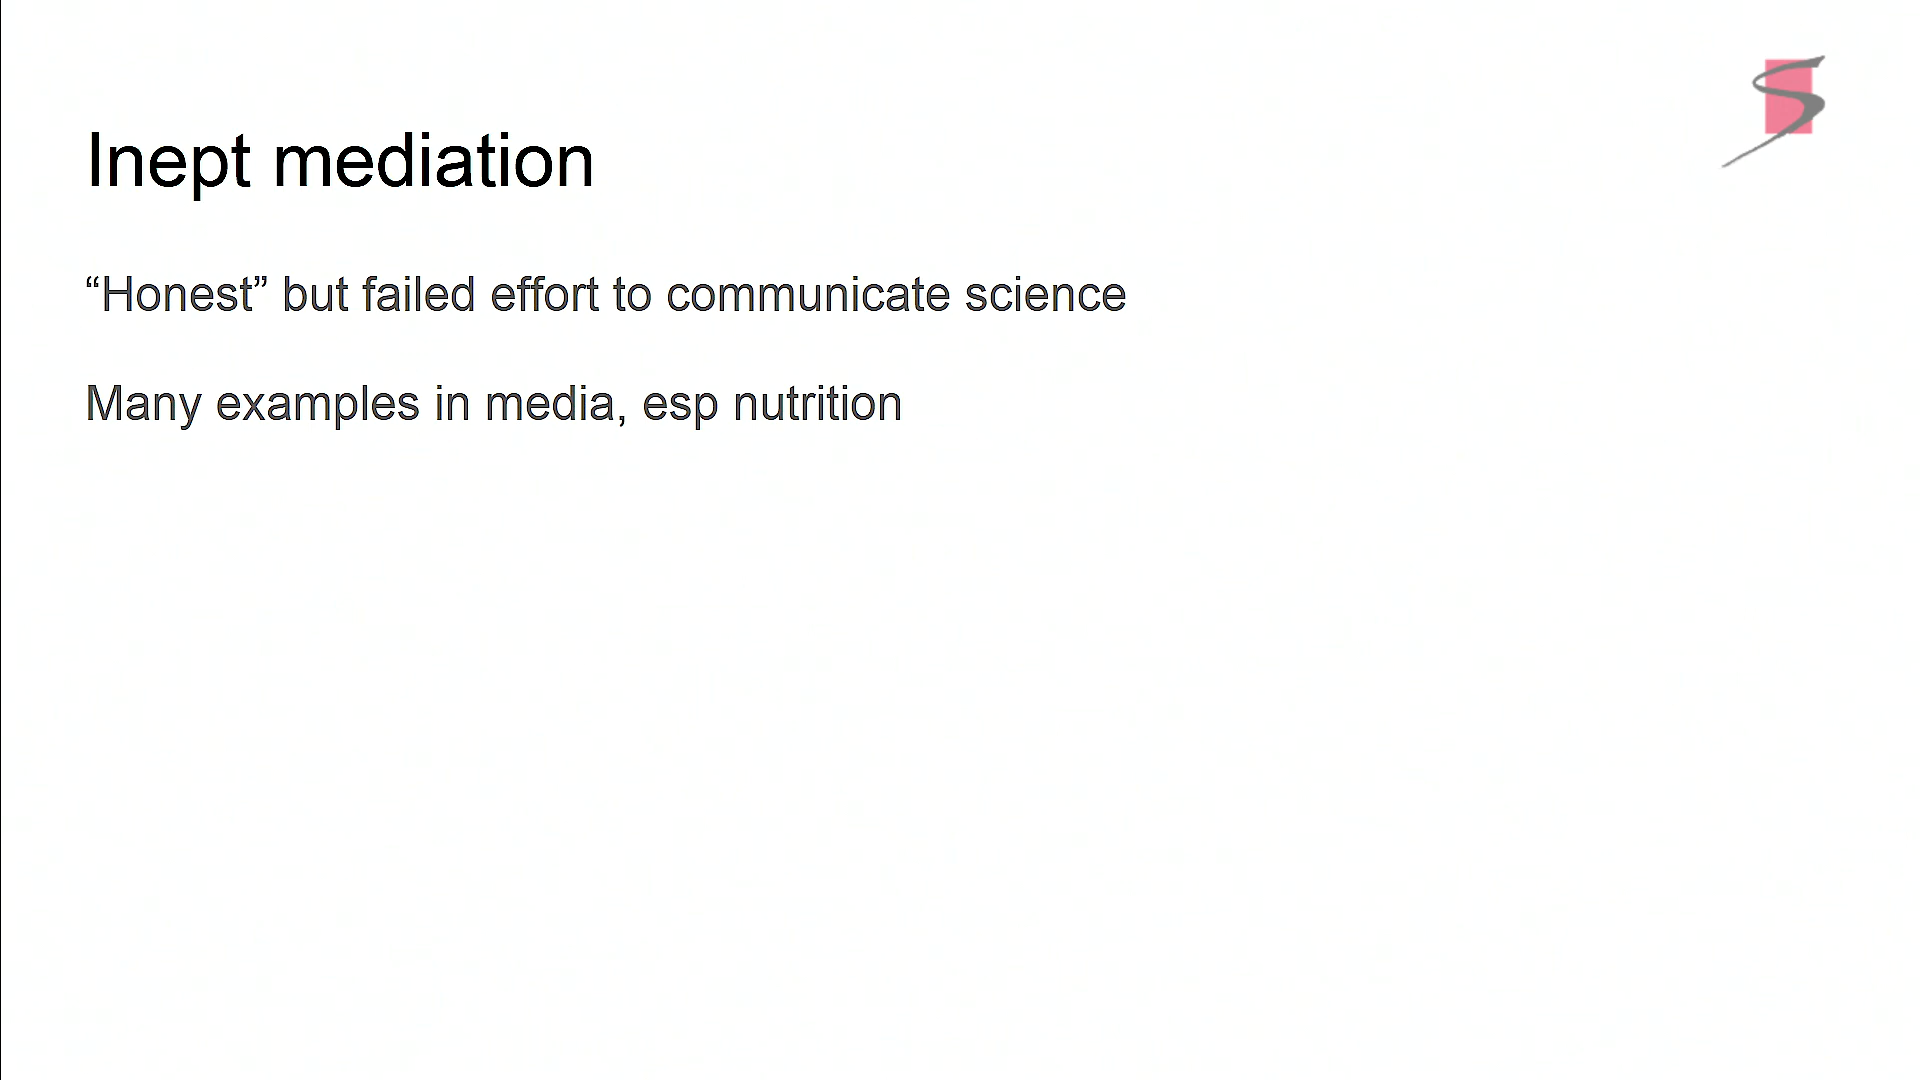 Inept mediation
“Honest” but failed effort to communicate science
Many examples in media, esp nutrition